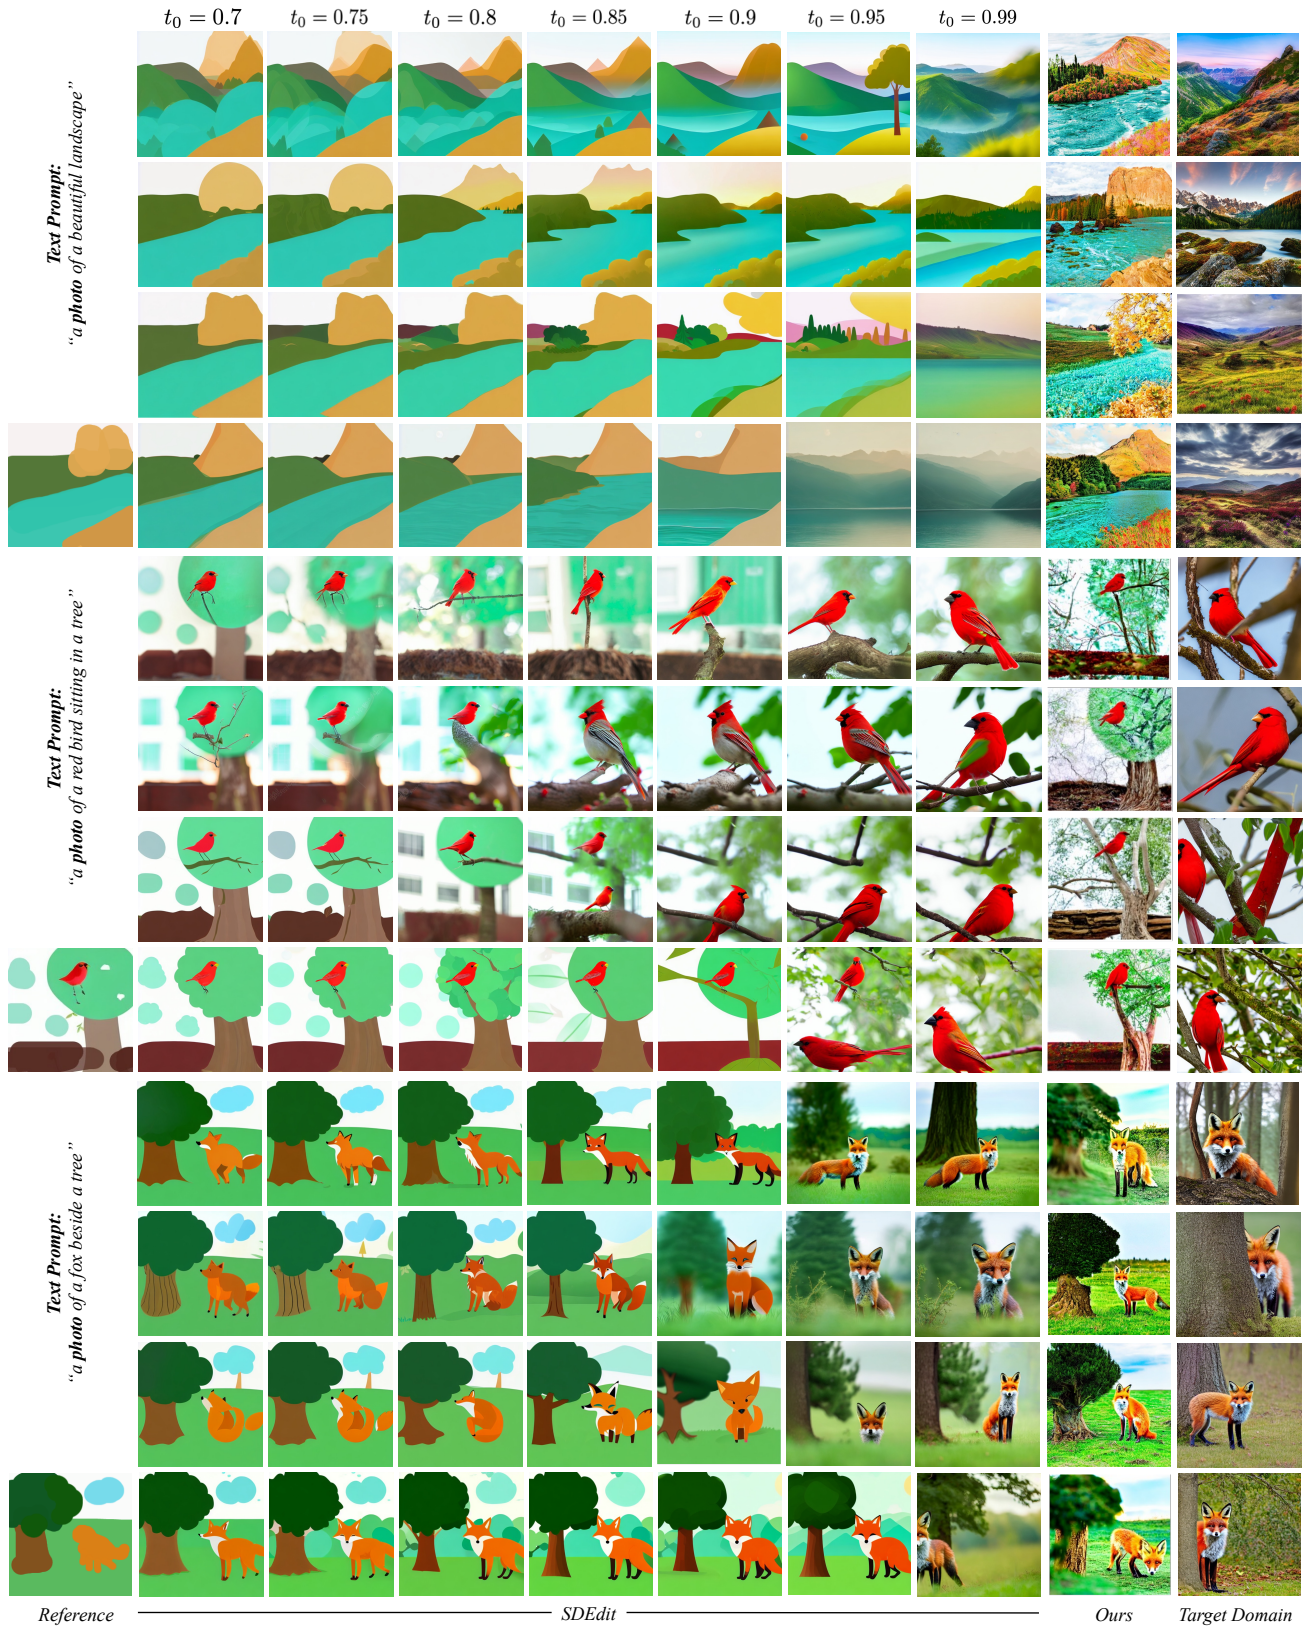 t₀ = 0.7 t₀ = 0.75 t₀ = 0.8 t₀ = 0.85 t₀ = 0.9 t₀ = 0.95 t₀ = 0.99
Text Prompt:
“a photo of a beautiful landscape”
Text Prompt:
“a photo of a red bird sitting in a tree”
Text Prompt:
“a photo of a fox beside a tree”
Reference SDEdit Ours Target Domain